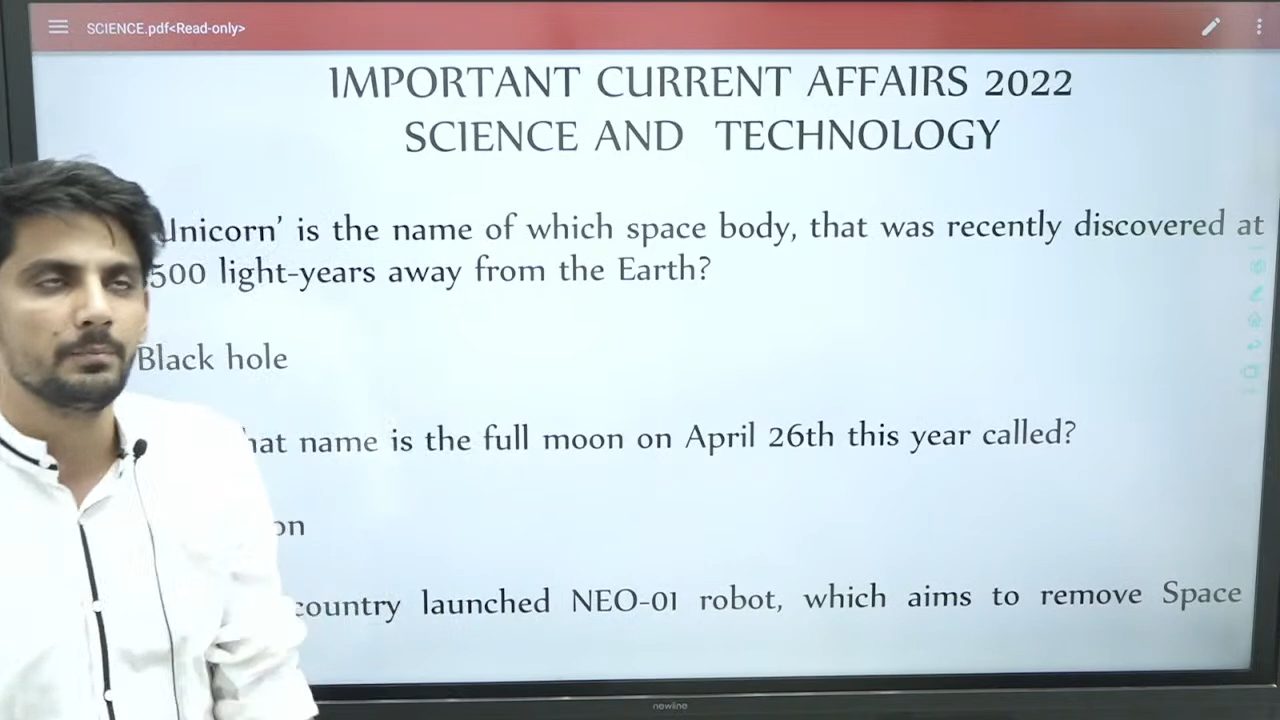 SCIENCE.pdf<Read-only>
IMPORTANT CURRENT AFFAIRS 2022
SCIENCE AND TECHNOLOGY
Unicorn' is the name of which space body, that was recently discovered at
500 light-years away from the Earth?
Black hole
hat name is the full moon on April 26th this year called?
on
country launched NEO-01 robot, which aims to remove Space
newline